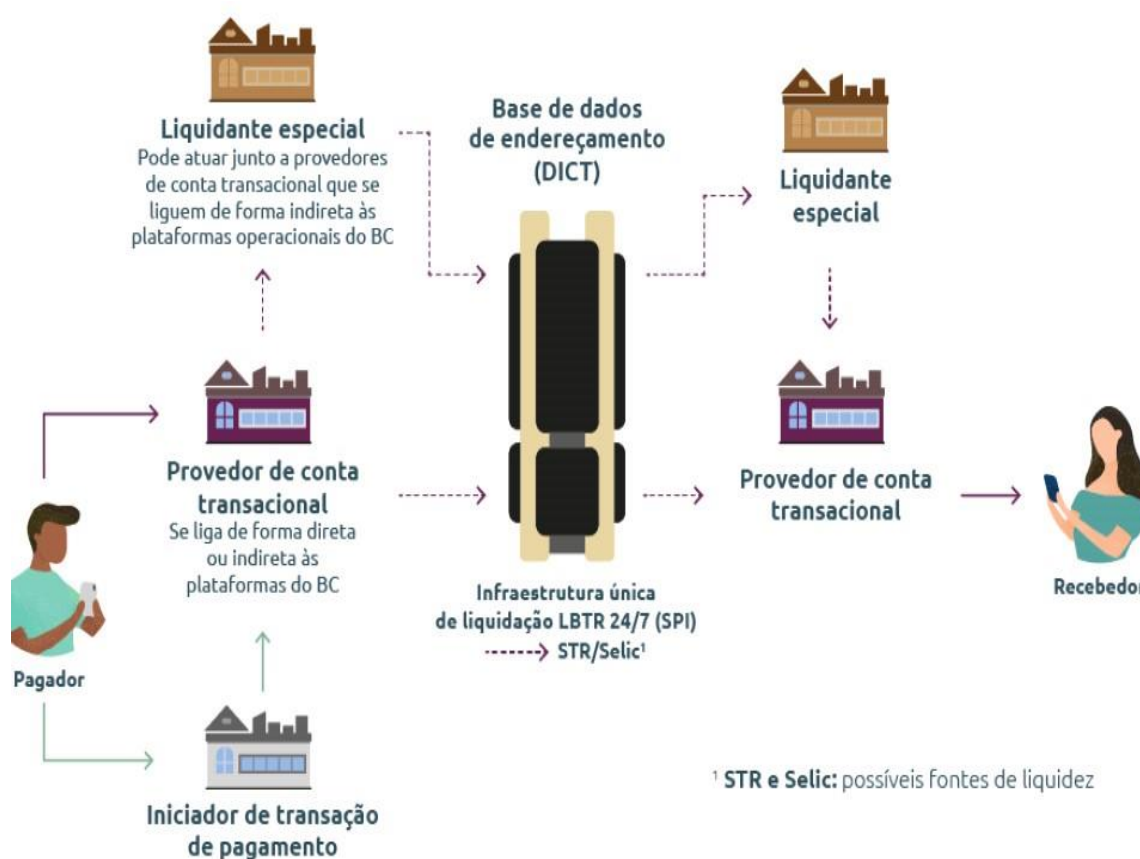 Liquidante especial
Pode atuar junto a provedores
de conta transacional que se
liguem de forma indireta às
plataformas operacionais do BC
Base de dados
de endereçamento
(DICT)
Liquidante
especial
Provedor de conta
transacional
Se liga de forma direta
ou indireta às
plataformas do BC
Provedor de conta
transacional
Infraestrutura única
de liquidação LBTR 24/7 (SPI)
STR/Selic¹
Pagador
Recebedor
Iniciador de transação
de pagamento
¹ STR e Selic: possíveis fontes de liquidez